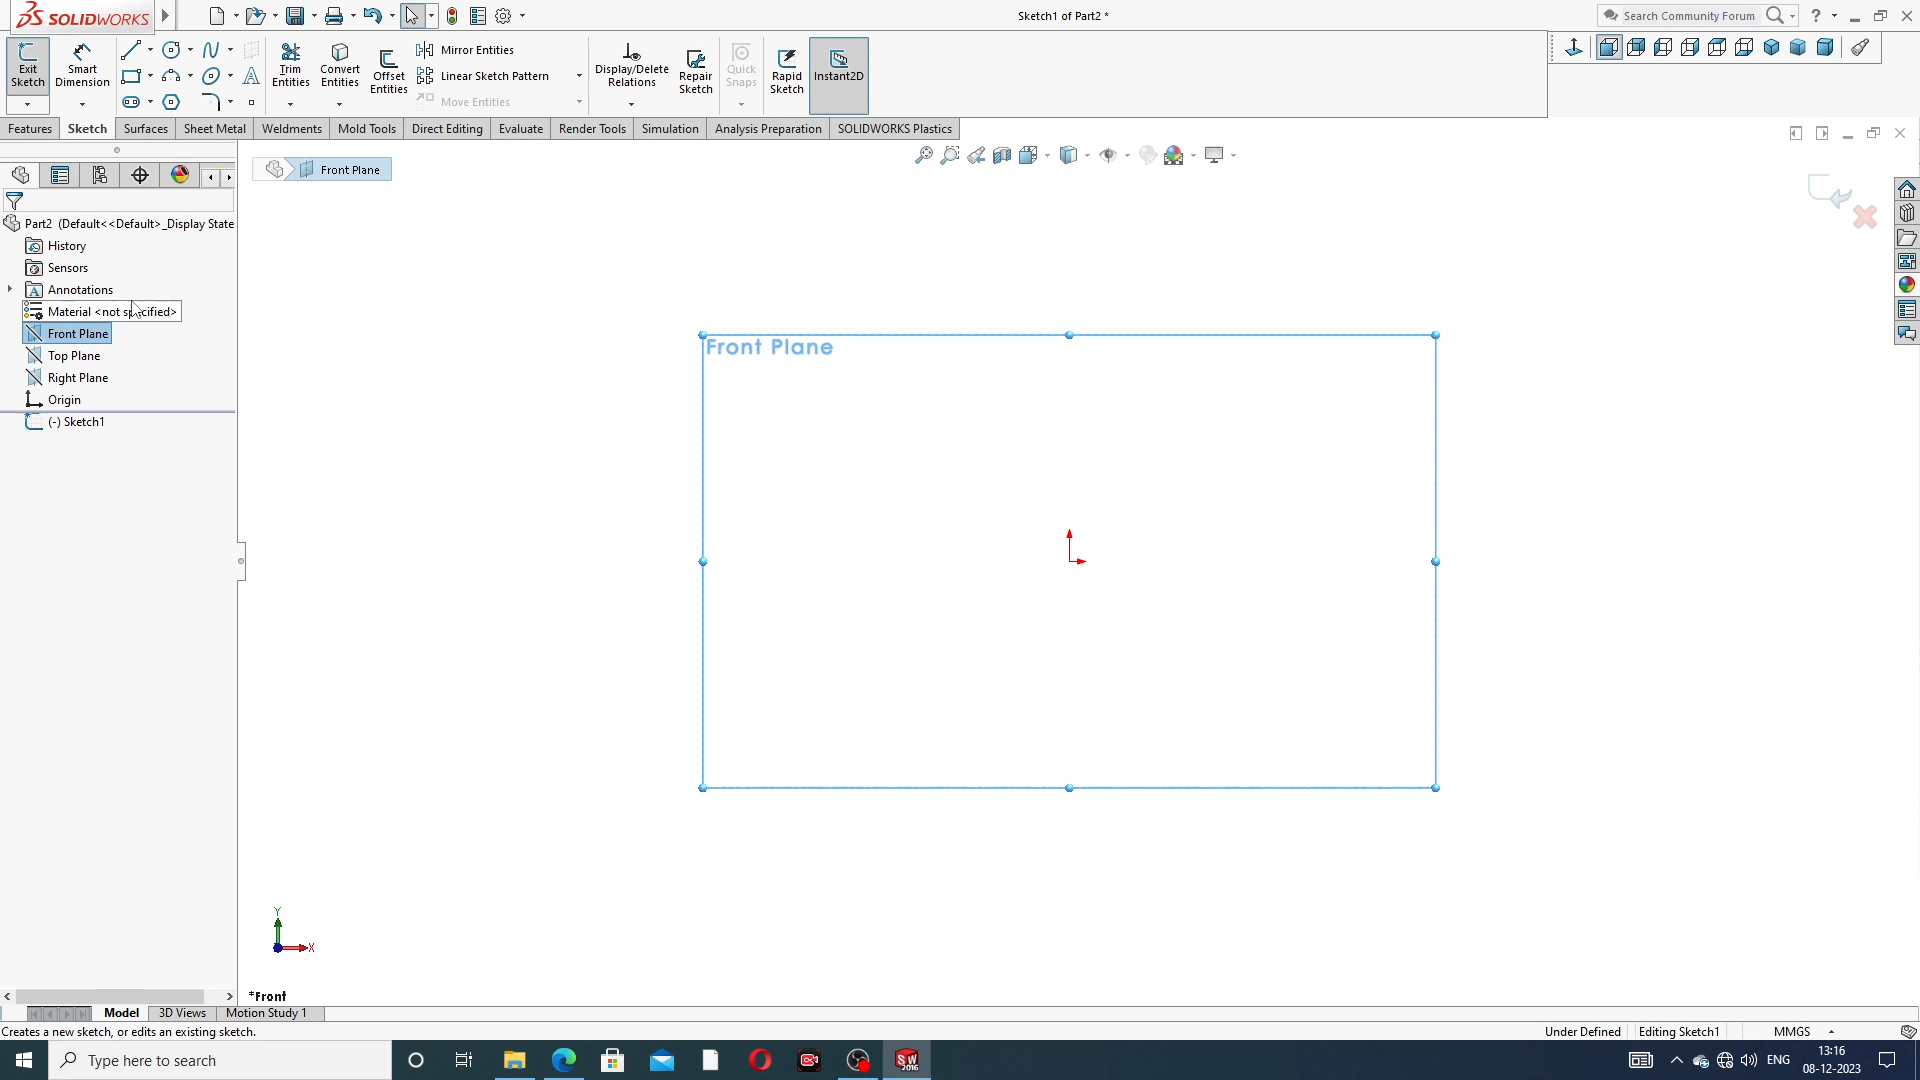 SOLIDWORKS
Sketch1 of Part2 *
Search Community Forum
Exit Sketch
Smart Dimension
Trim Entities
Convert Entities
Offset Entities
Mirror Entities
Linear Sketch Pattern
Move Entities
Display/Delete Relations
Repair Sketch
Quick Snaps
Rapid Sketch
Instant2D
Features
Sketch
Surfaces
Sheet Metal
Weldments
Mold Tools
Direct Editing
Evaluate
Render Tools
Simulation
Analysis Preparation
SOLIDWORKS Plastics
Front Plane
Part2 (Default<<Default>_Display State
History
Sensors
Annotations
Material <not specified>
Front Plane
Top Plane
Right Plane
Origin
(-) Sketch1
Front Plane
Y
X
*Front
Model
3D Views
Motion Study 1
Creates a new sketch, or edits an existing sketch.
Under Defined
Editing Sketch1
MMGS
Type here to search
SW
2016
ENG
13:16
08-12-2023